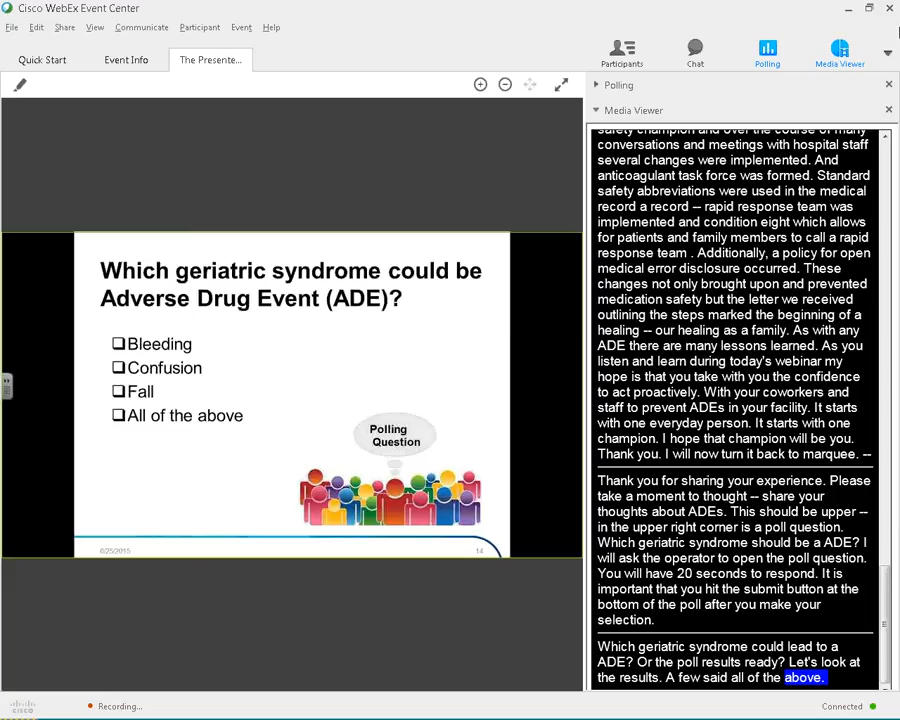 Cisco WebEx Event Center
File Edit Share View Communicate Participant Event Help
Quick Start Event Info The Presente...
Participants Chat Polling Media Viewer
Polling
Media Viewer
Which geriatric syndrome could be
Adverse Drug Event (ADE)?
Bleeding
Confusion
Fall
All of the above
Polling
Question
6/25/2015 14
safety champion and over the course of many
conversations and meetings with hospital staff
several changes were implemented. And
anticoagulant task force was formed. Standard
safety abbreviations were used in the medical
record a record -- rapid response team was
implemented and condition eight which allows
for patients and family members to call a rapid
response team . Additionally, a policy for open
medical error disclosure occurred. These
changes not only brought upon and prevented
medication safety but the letter we received
outlining the steps marked the beginning of a
healing -- our healing as a family. As with any
ADE there are many lessons learned. As you
listen and learn during today's webinar my
hope is that you take with you the confidence
to act proactively. With your coworkers and
staff to prevent ADEs in your facility. It starts
with one everyday person. It starts with one
champion. I hope that champion will be you.
Thank you. I will now turn it back to marquee. --
Thank you for sharing your experience. Please
take a moment to thought -- share your
thoughts about ADEs. This should be upper --
in the upper right corner is a poll question.
Which geriatric syndrome should be a ADE? I
will ask the operator to open the poll question.
You will have 20 seconds to respond. It is
important that you hit the submit button at the
bottom of the poll after you make your
selection.
Which geriatric syndrome could lead to a
ADE? Or the poll results ready? Let's look at
the results. A few said all of the above.
cisco
Recording...
Connected